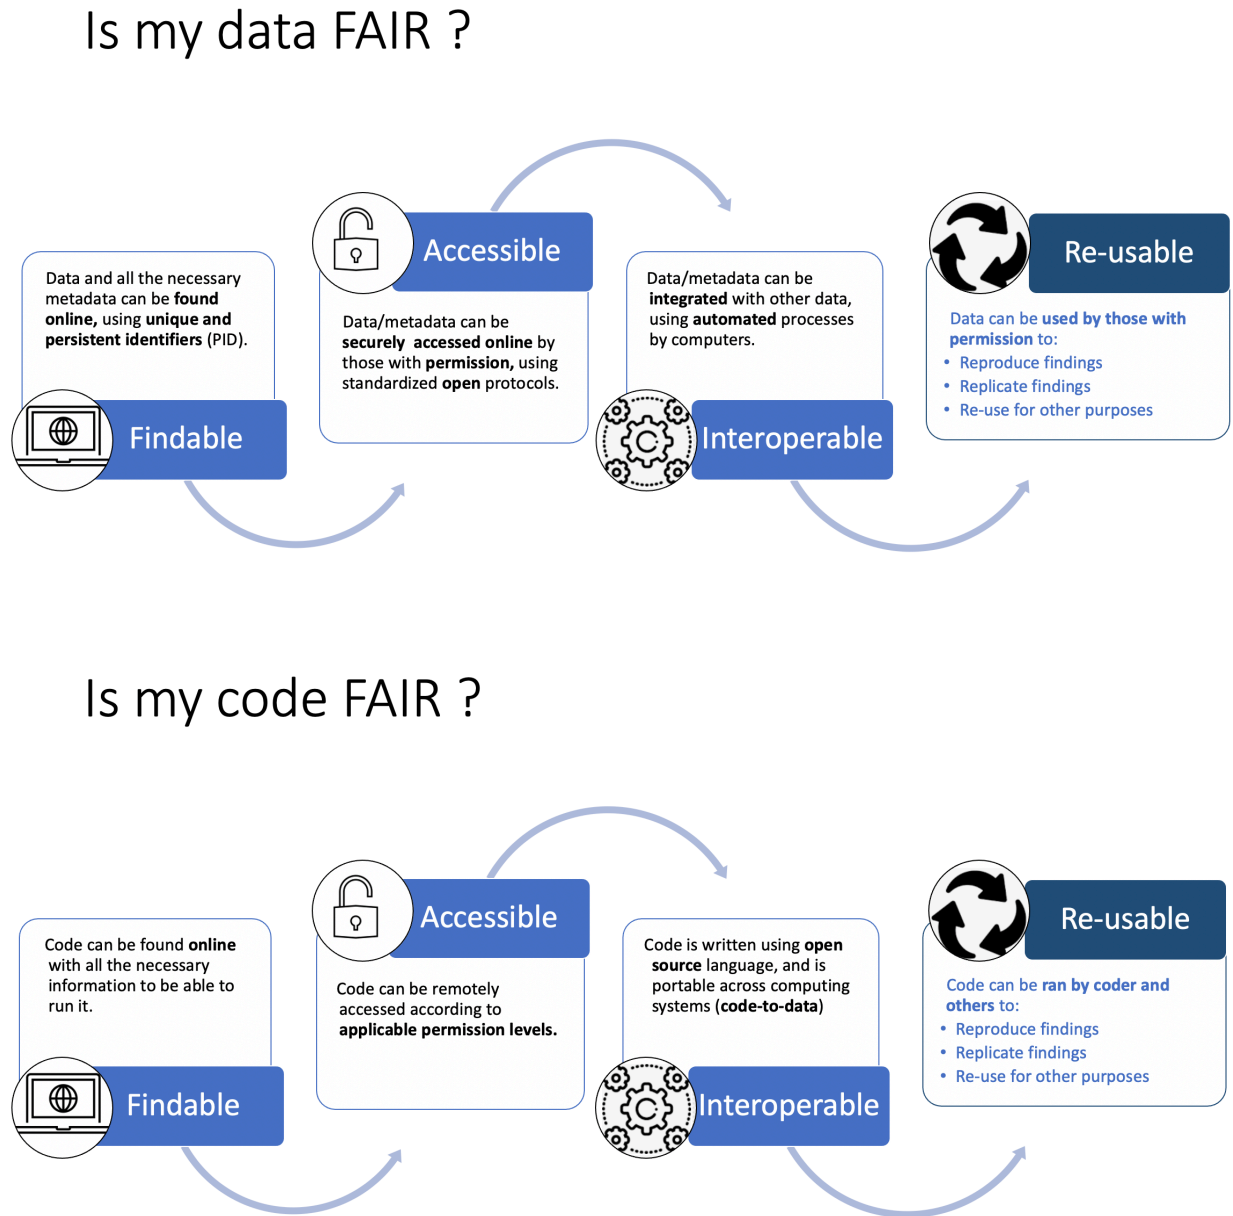 Is my data FAIR ?
Data and all the necessary
metadata can be found
online, using unique and
persistent identifiers (PID).
Findable
Accessible
Data/metadata can be
securely accessed online by
those with permission, using
standardized open protocols.
Data/metadata can be
integrated with other data,
using automated processes
by computers.
Interoperable
Re-usable
Data can be used by those with
permission to:
• Reproduce findings
• Replicate findings
• Re-use for other purposes
Is my code FAIR ?
Code can be found online
with all the necessary
information to be able to
run it.
Findable
Accessible
Code can be remotely
accessed according to
applicable permission levels.
Code is written using open
source language, and is
portable across computing
systems (code-to-data)
Interoperable
Re-usable
Code can be ran by coder and
others to:
• Reproduce findings
• Replicate findings
• Re-use for other purposes